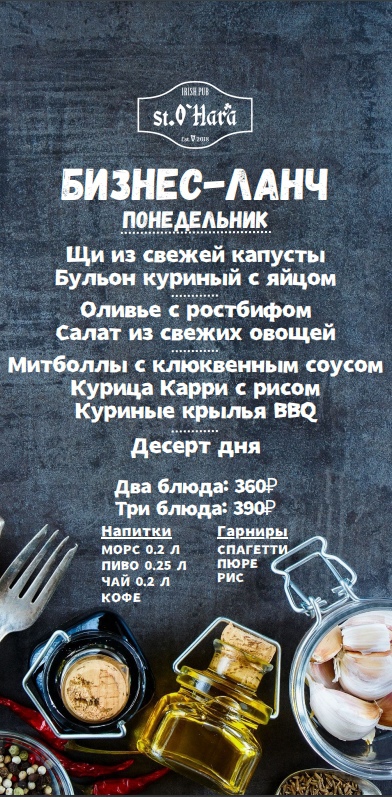 IRISH PUB
St.O`Hara
Est. 2018
БИЗНЕС-ЛАНЧ
ПОНЕДЕЛЬНИК
Щи из свежей капусты
Бульон куриный с яйцом
Оливье с ростбифом
Салат из свежих овощей
Митболлы с клюквенным соусом
Курица Карри с рисом
Куриные крылья BBQ
Десерт дня
Два блюда: 360₽
Три блюда: 390₽
Напитки
МОРС 0.2 Л
ПИВО 0.25 Л
ЧАЙ 0.2 Л
КОФЕ
Гарниры
СПАГЕТТИ
ПЮРЕ
РИС